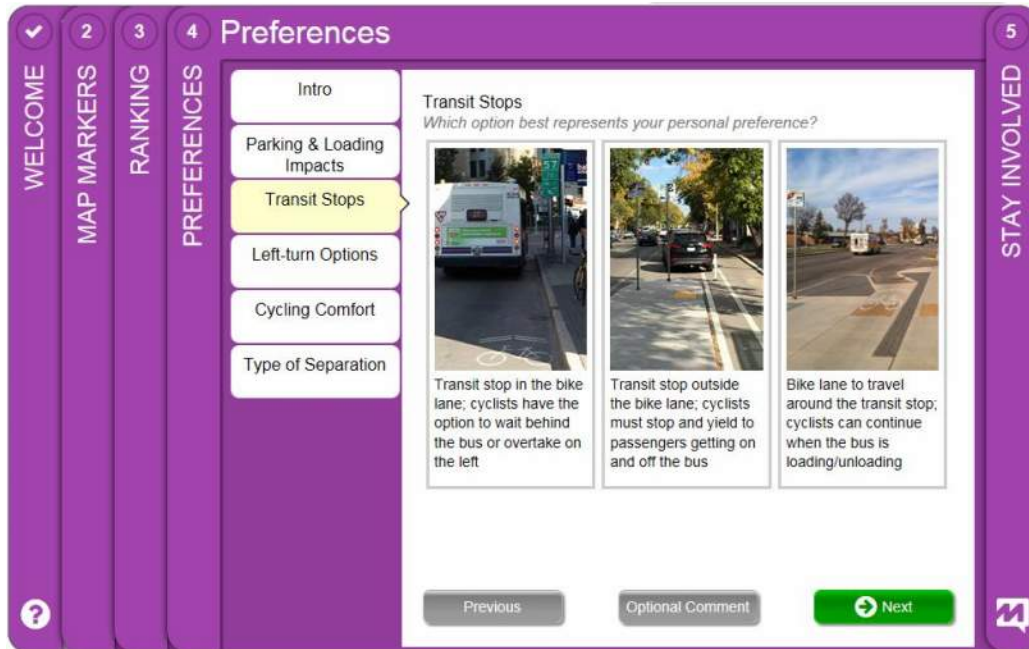 WELCOME
2
MAP MARKERS
3
RANKING
4
PREFERENCES
Preferences
Intro
Parking & Loading
Impacts
Transit Stops
Left-turn Options
Cycling Comfort
Type of Separation
Transit Stops
Which option best represents your personal preference?
57
Transit stop in the bike
lane; cyclists have the
option to wait behind
the bus or overtake on
the left
Transit stop outside
the bike lane; cyclists
must stop and yield to
passengers getting on
and off the bus
Bike lane to travel
around the transit stop;
cyclists can continue
when the bus is
loading/unloading
Previous
Optional Comment
Next
5
STAY INVOLVED
?